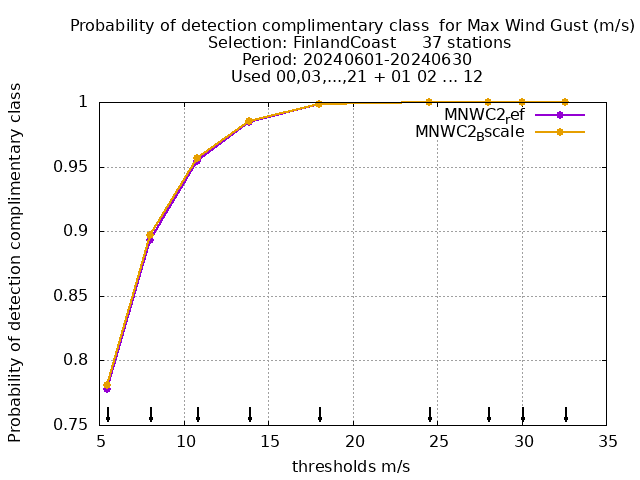 Probability of detection complimentary class  for Max Wind Gust (m/s)
Selection: FinlandCoast     37 stations
Period: 20240601-20240630
Used 00,03,...,21 + 01 02 ... 12
Probability of detection complimentary class
1
0.95
0.9
0.85
0.8
0.75
MNWC2ref
MNWC2Bscale
5
10
15
20
25
30
35
thresholds m/s